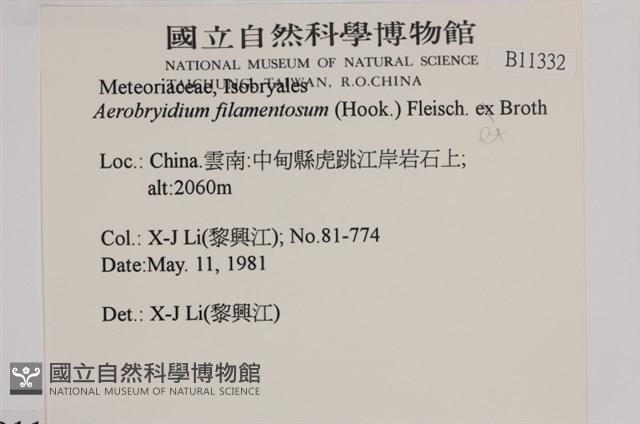 國立自然科學博物館
NATIONAL MUSEUM OF NATURAL SCIENCE
B11332
TAICHUNG, TAIWAN, R.O.CHINA
Meteoriaceae, Isobryales
Aerobryidium filamentosum (Hook.) Fleisch. ex Broth
ex
Loc.: China.雲南:中甸縣虎跳江岸岩石上;
alt:2060m
Col.: X-J Li(黎興江); No.81-774
Date:May. 11, 1981
Det.: X-J Li(黎興江)
國立自然科學博物館
NATIONAL MUSEUM OF NATURAL SCIENCE